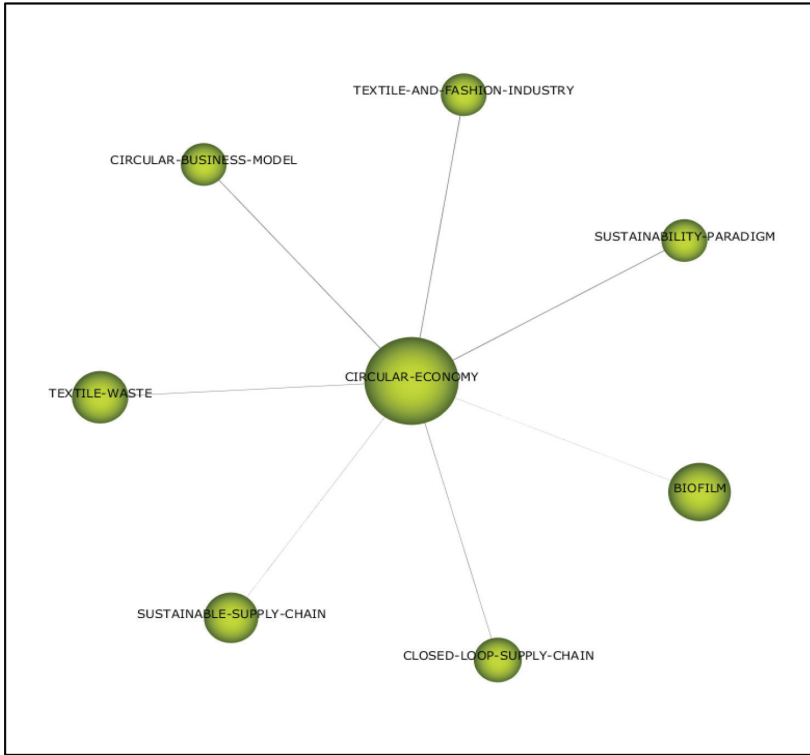 TEXTILE-AND-FASHION-INDUSTRY
CIRCULAR-BUSINESS-MODEL
SUSTAINABILITY-PARADIGM
CIRCULAR-ECONOMY
TEXTILE-WASTE
BIOFILM
SUSTAINABLE-SUPPLY-CHAIN
CLOSED-LOOP-SUPPLY-CHAIN